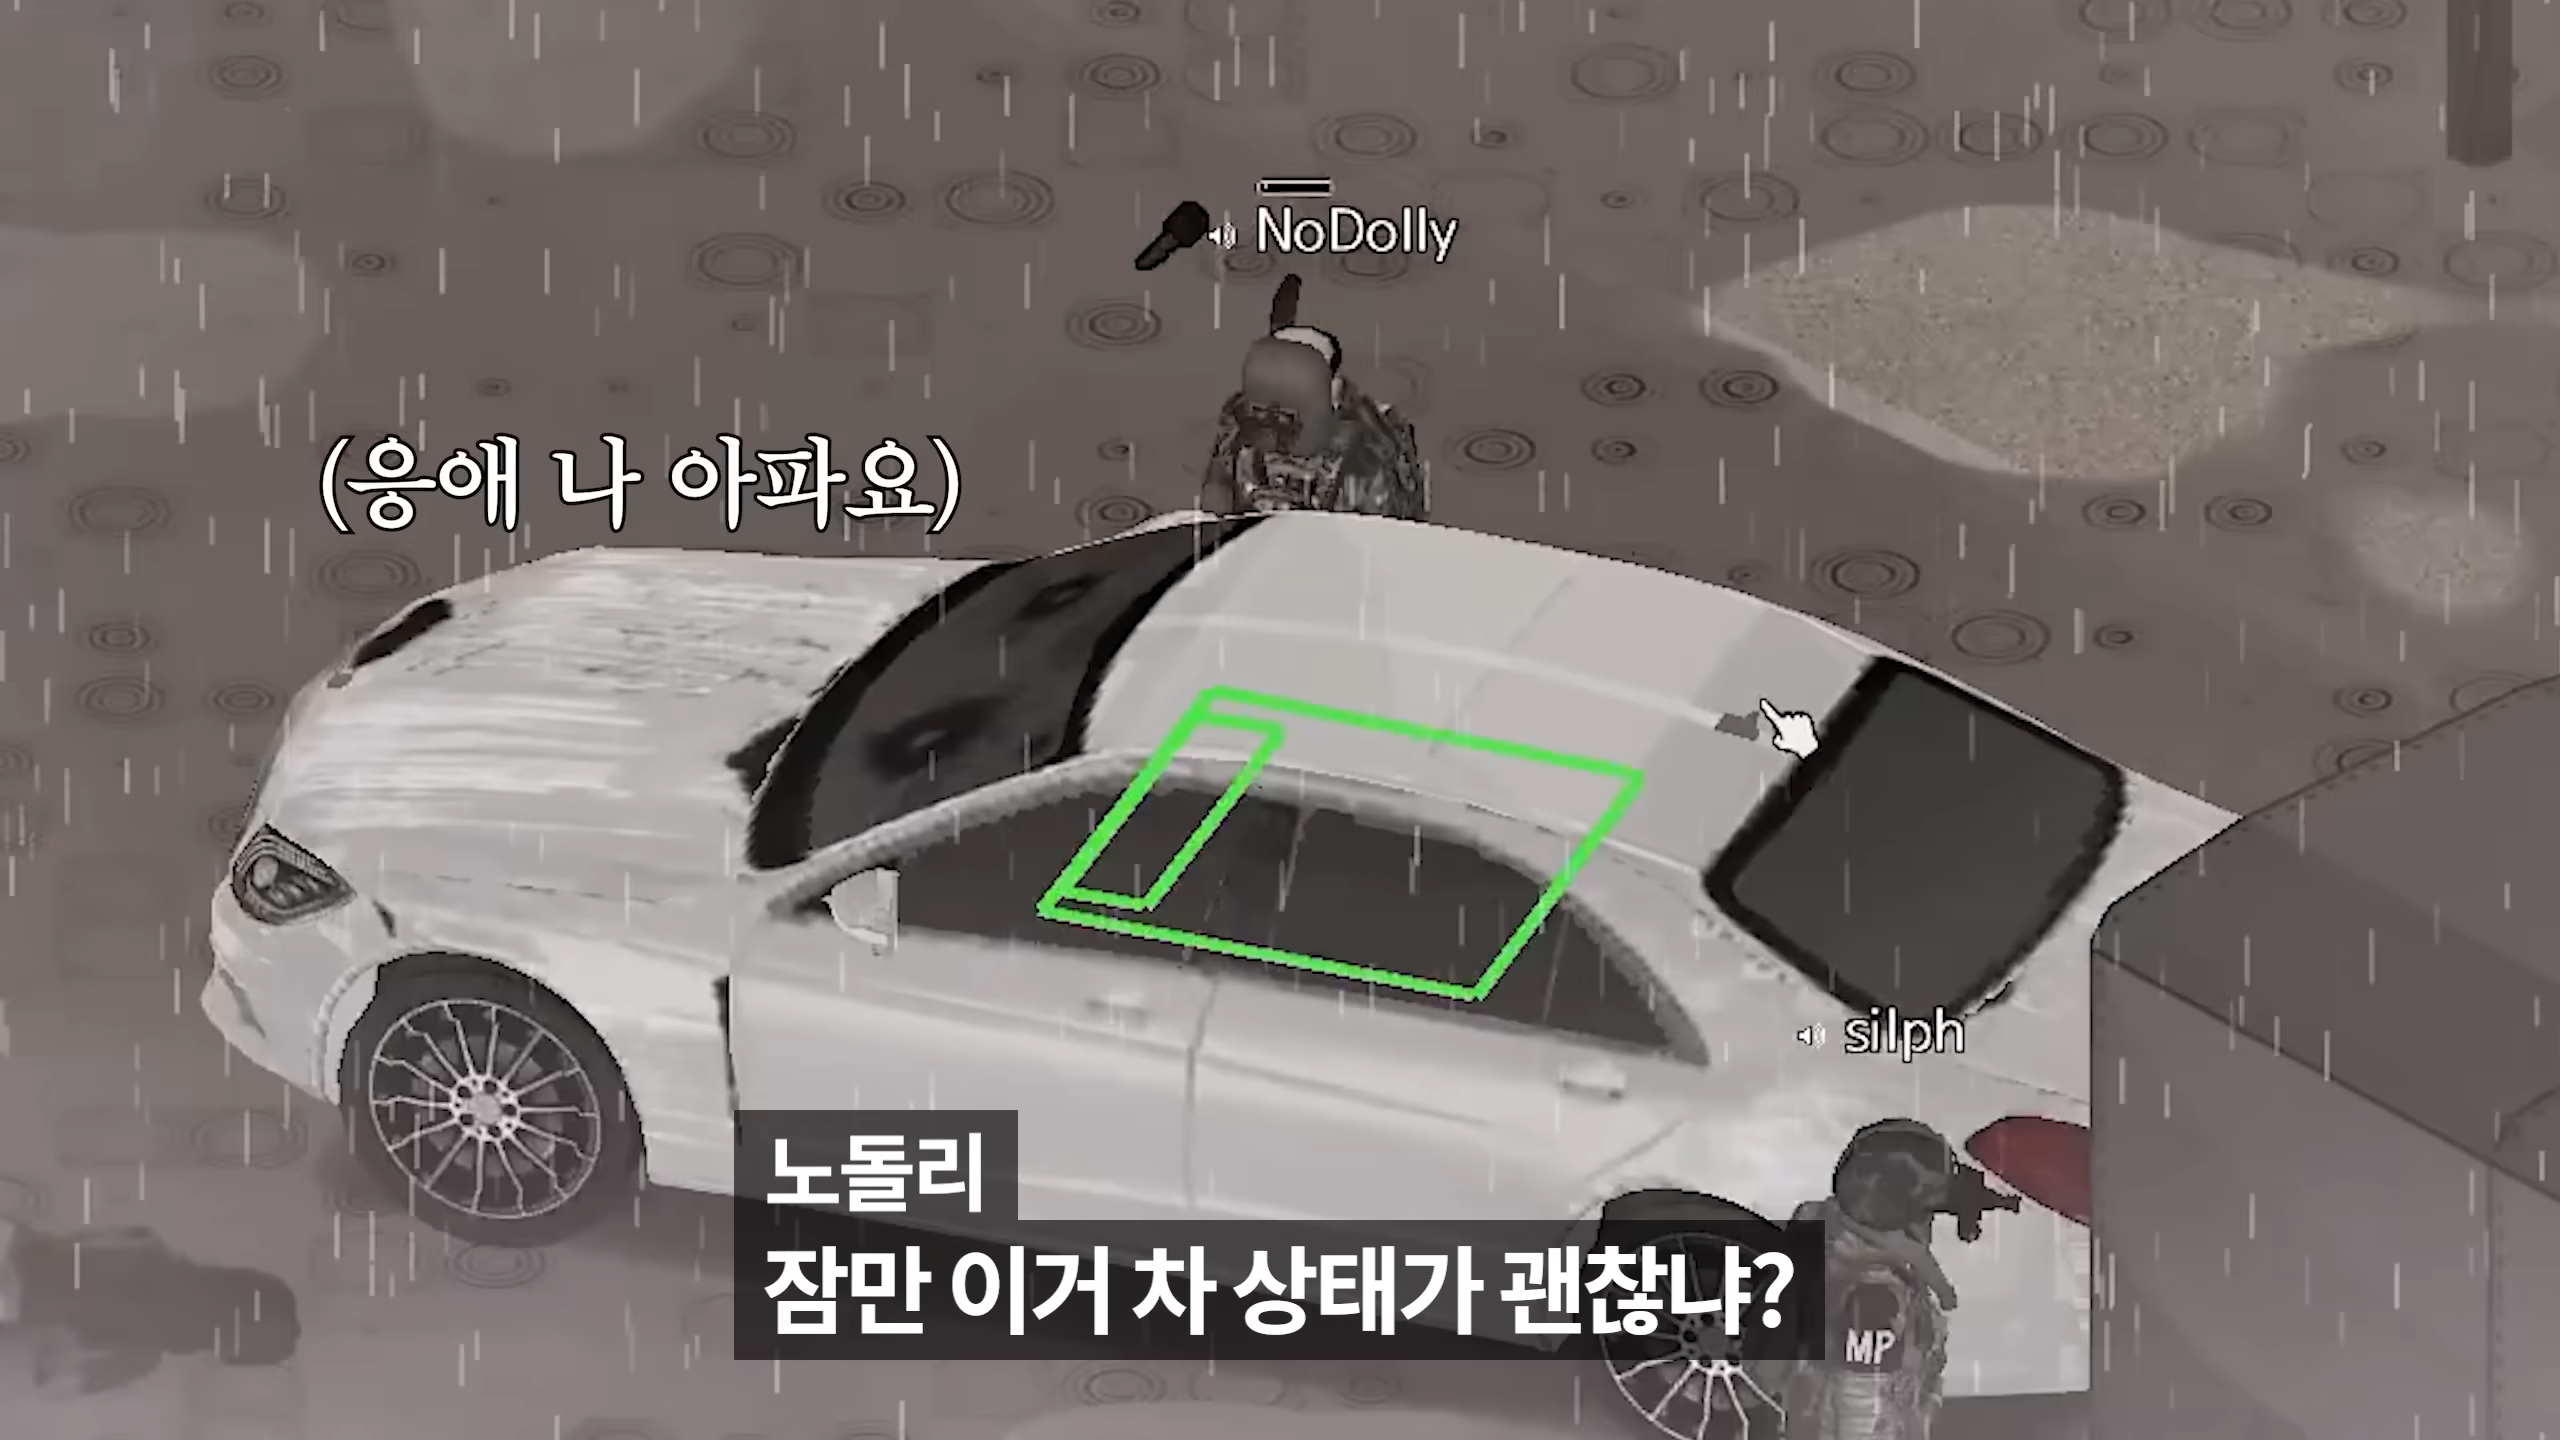 NoDolly
(응애 나 아파요)
silph
노돌리
잠만 이거 차 상태가 괜찮냐?
MP